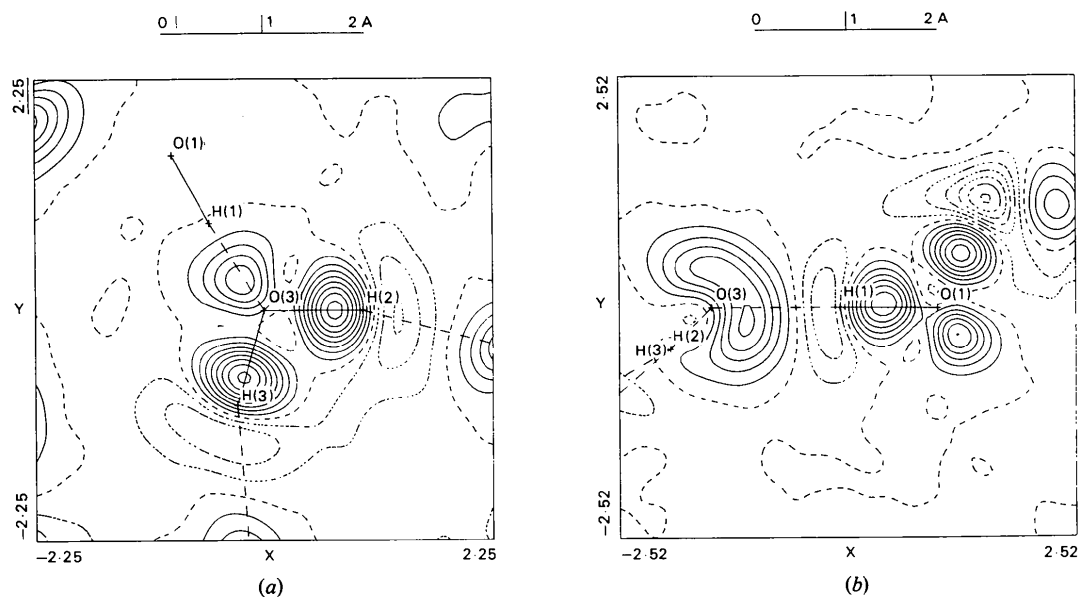 0 1 2 A
2·25
O(1)
H(1)
O(3)
H(2)
H(3)
Y
−2·25
−2·25 X 2·25
(a)
0 1 2 A
2·52
O(3)
H(1)
O(1)
H(2)
H(3)
Y
−2·52
−2·52 X 2·52
(b)